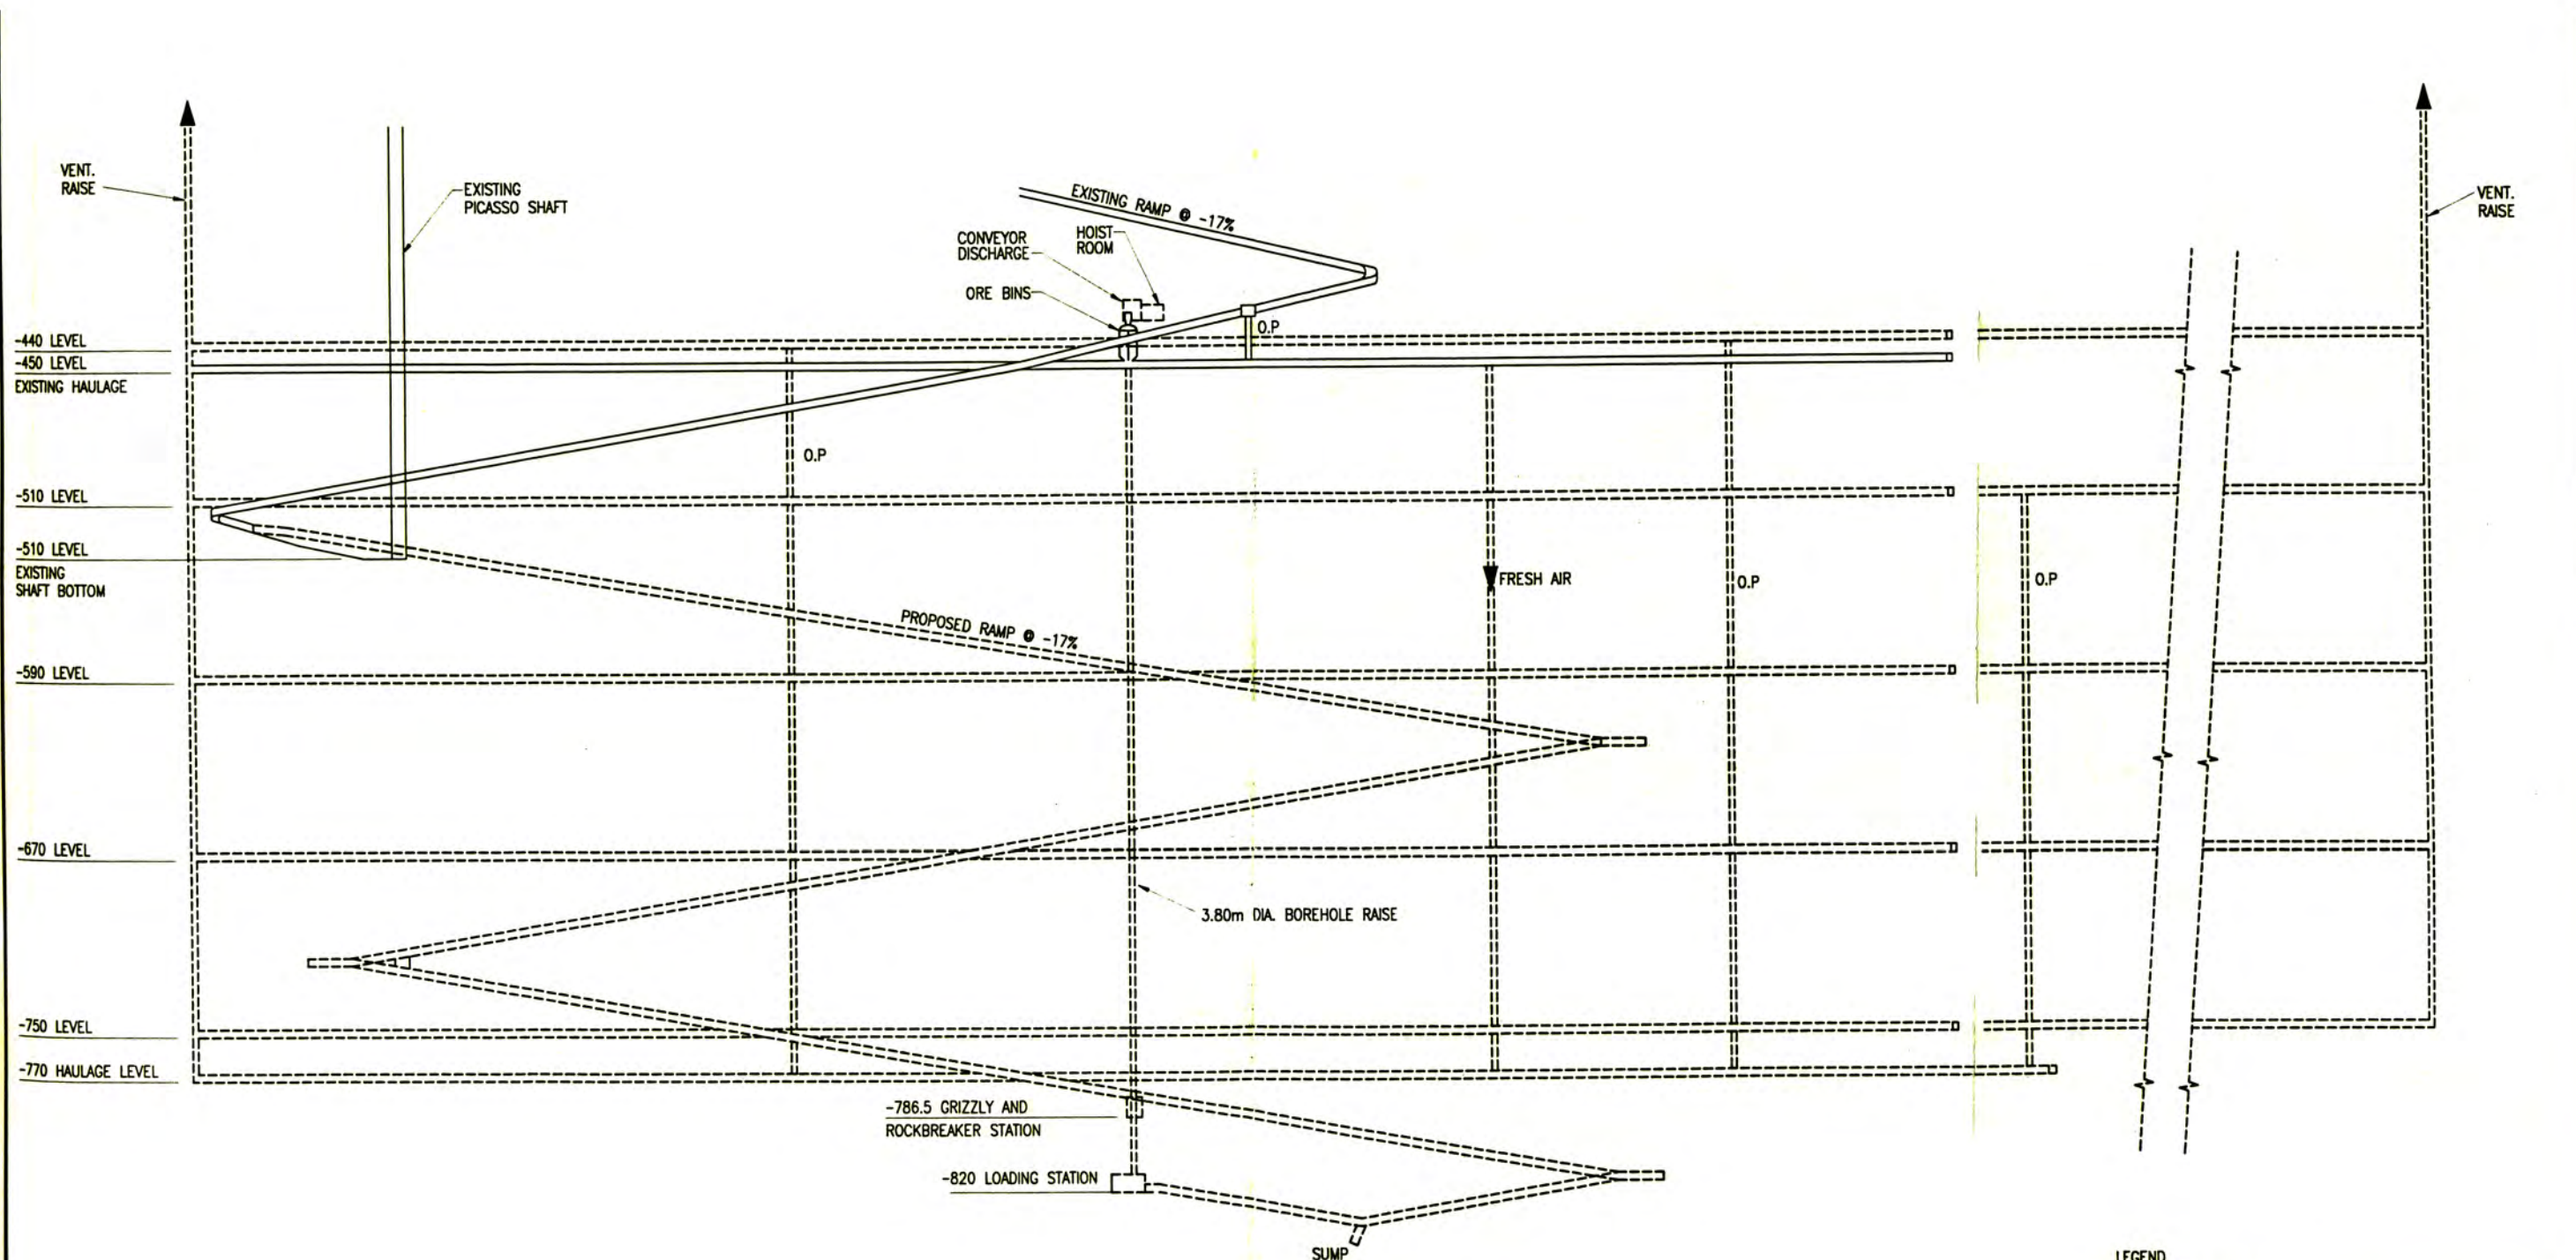 VENT.
RAISE
EXISTING
PICASSO SHAFT
EXISTING RAMP @ -17%
CONVEYOR
DISCHARGE
HOIST
ROOM
ORE BINS
VENT.
RAISE
O.P
-440 LEVEL
-450 LEVEL
EXISTING HAULAGE
O.P
-510 LEVEL
-510 LEVEL
EXISTING
SHAFT BOTTOM
FRESH AIR
O.P
O.P
PROPOSED RAMP @ -17%
-590 LEVEL
-670 LEVEL
3.80m DIA. BOREHOLE RAISE
-750 LEVEL
-770 HAULAGE LEVEL
-786.5 GRIZZLY AND
ROCKBREAKER STATION
-820 LOADING STATION
SUMP
LEGEND